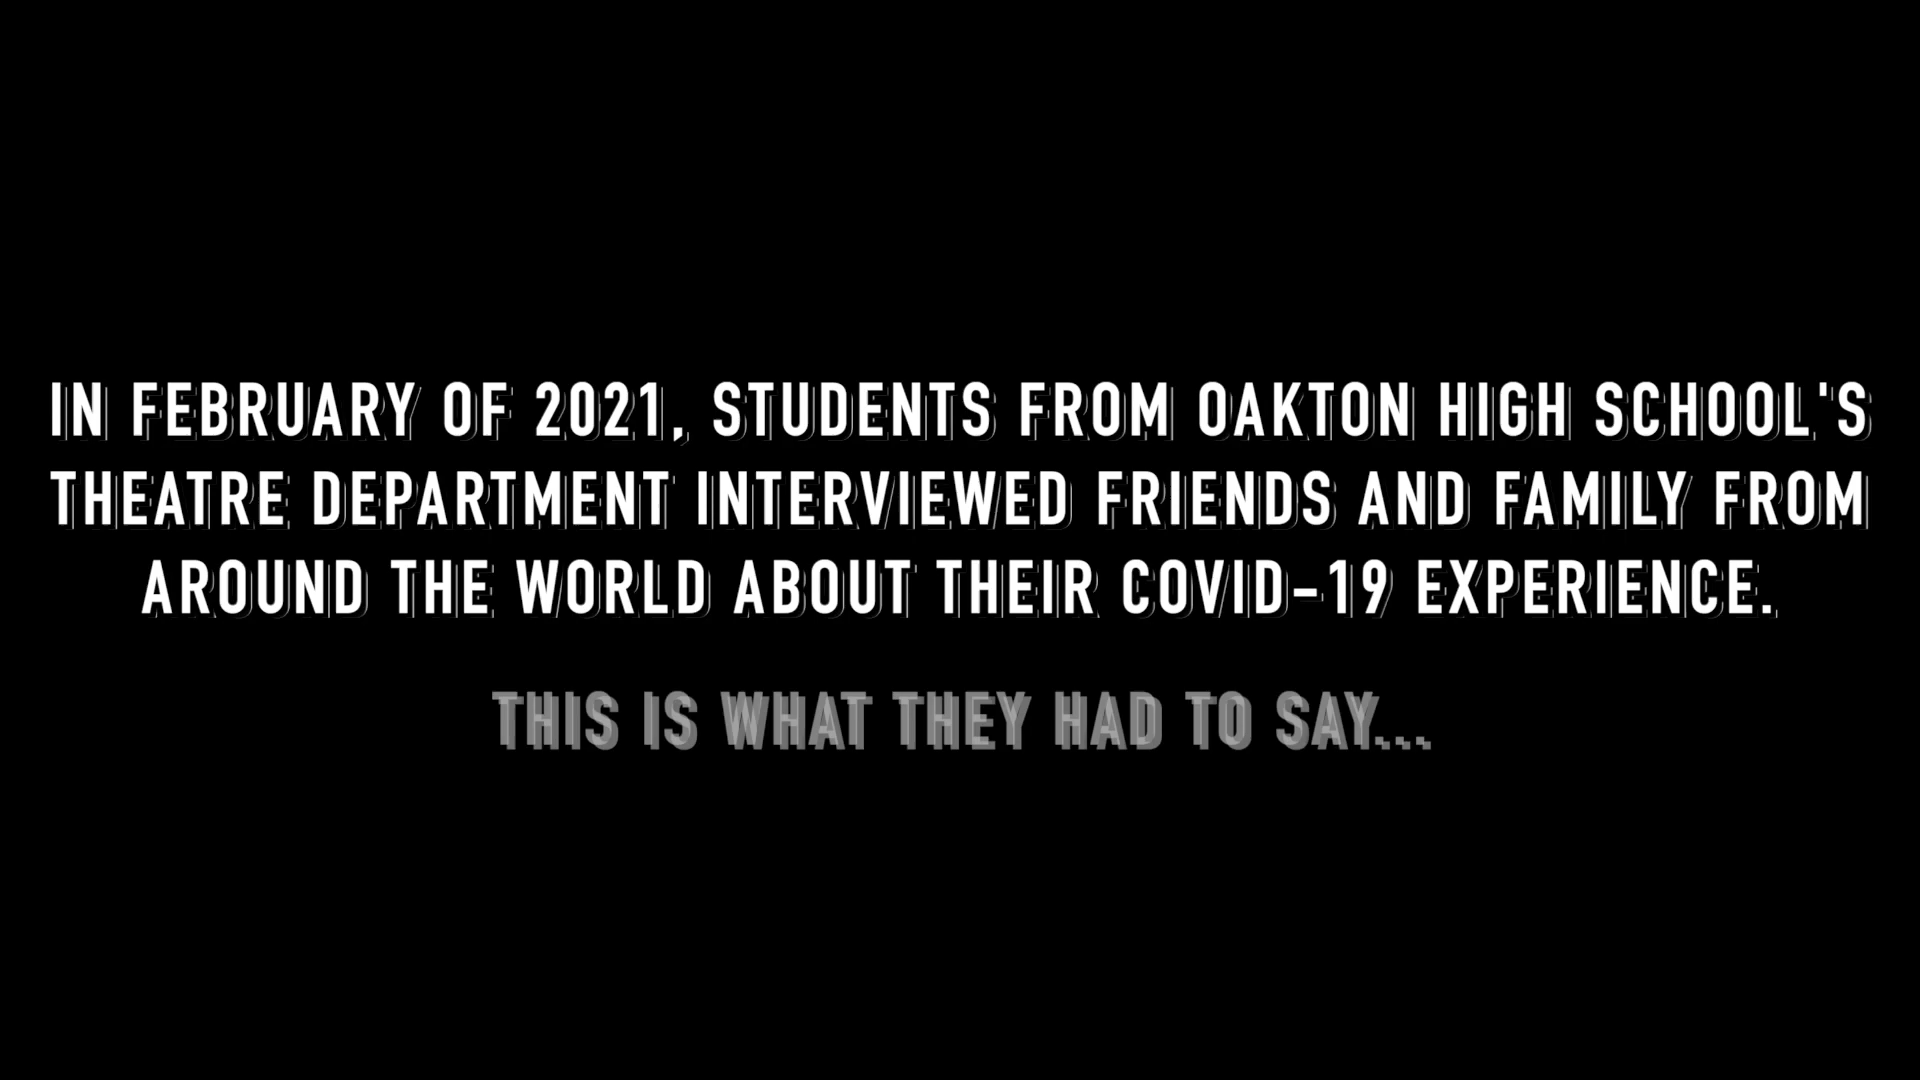 IN FEBRUARY OF 2021, STUDENTS FROM OAKTON HIGH SCHOOL'S
THEATRE DEPARTMENT INTERVIEWED FRIENDS AND FAMILY FROM
AROUND THE WORLD ABOUT THEIR COVID-19 EXPERIENCE.
THIS IS WHAT THEY HAD TO SAY...